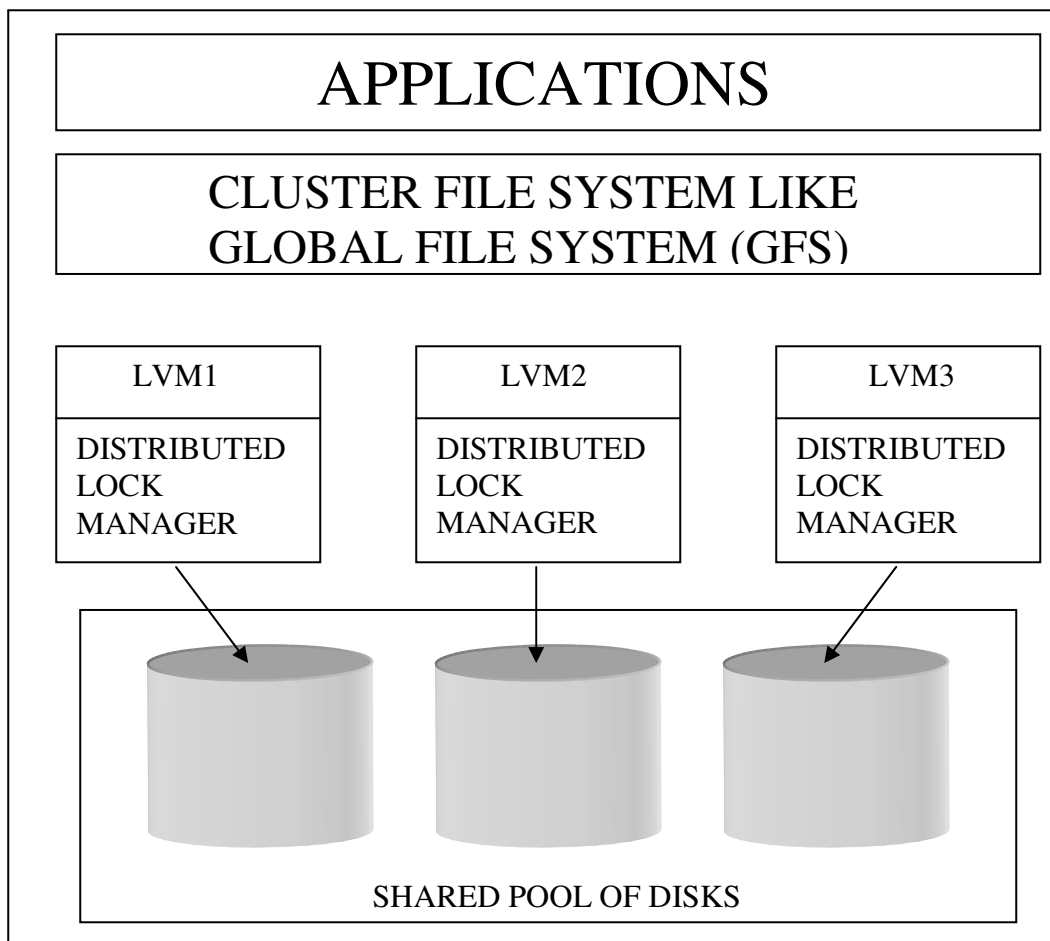 APPLICATIONS
CLUSTER FILE SYSTEM LIKE
GLOBAL FILE SYSTEM (GFS)
LVM1
DISTRIBUTED
LOCK
MANAGER
LVM2
DISTRIBUTED
LOCK
MANAGER
LVM3
DISTRIBUTED
LOCK
MANAGER
SHARED POOL OF DISKS